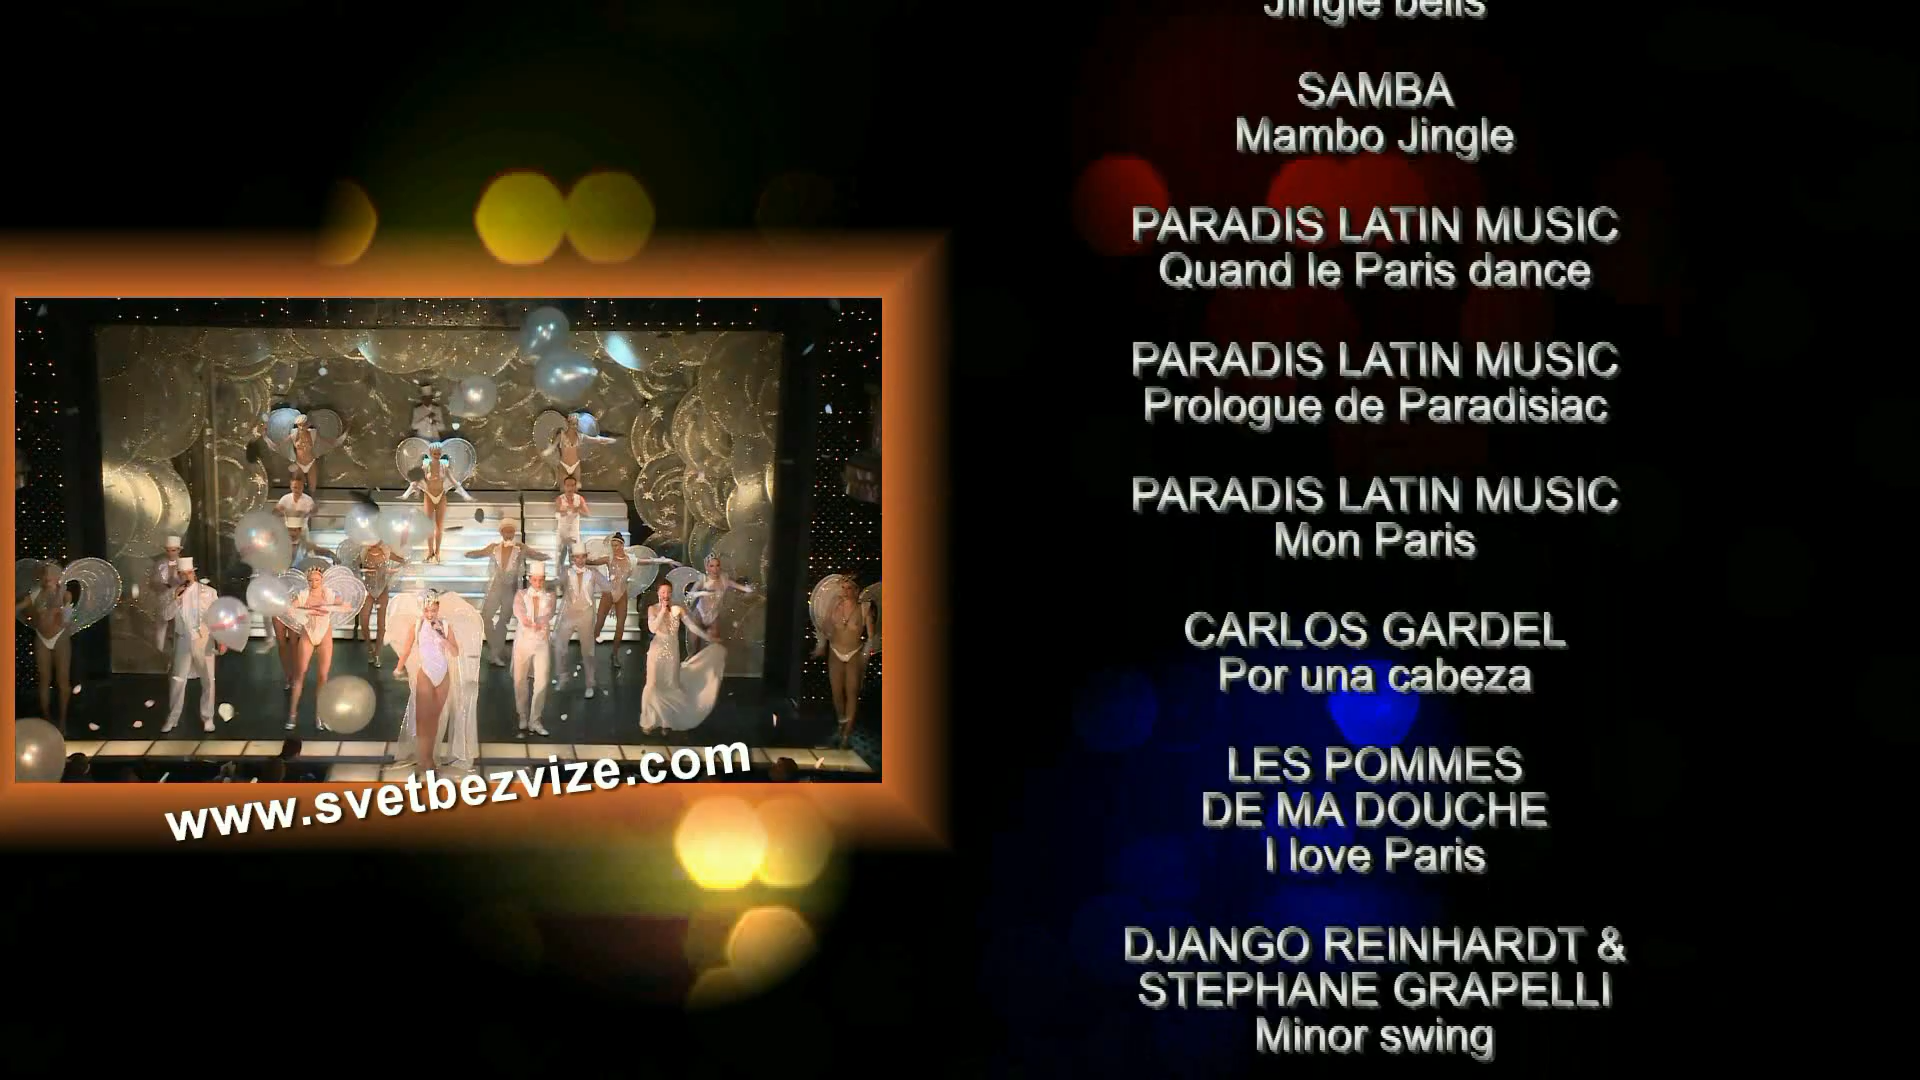 Jingle bells
SAMBA
Mambo Jingle
PARADIS LATIN MUSIC
Quand le Paris dance
PARADIS LATIN MUSIC
Prologue de Paradisiac
PARADIS LATIN MUSIC
Mon Paris
CARLOS GARDEL
Por una cabeza
LES POMMES
DE MA DOUCHE
I love Paris
DJANGO REINHARDT &
STEPHANE GRAPELLI
Minor swing
www.svetbezvize.com